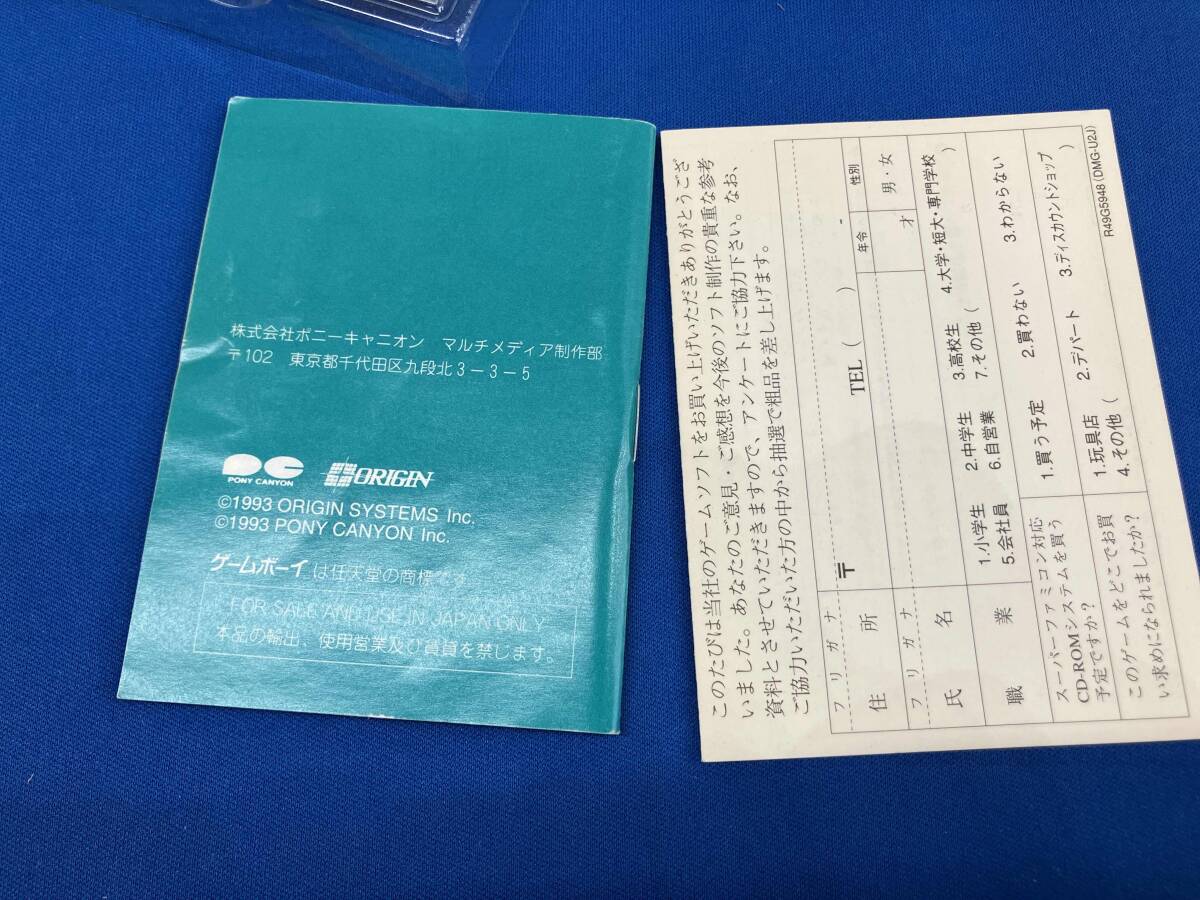 株式会社ポニーキャニオン マルチメディア制作部
〒102 東京都千代田区九段北3-3-5
PONY CANYON
ORIGIN
©1993 ORIGIN SYSTEMS Inc.
©1993 PONY CANYON Inc.
ゲームボーイは任天堂の商標です。
FOR SALE AND USE IN JAPAN ONLY
本品の輸出、使用営業及び賃貸を禁じます。
このたびは当社のゲームソフトをお買い上げいただきありがとうござ
いました。あなたのご意見・ご感想を今後のソフト制作の貴重な参考
資料とさせていただきますので、アンケートにご協力下さい。なお、
ご協力いただいた方の中から抽選で粗品を差し上げます。
フリガナ
住所
〒 -
TEL ( )
フリガナ
氏名
年令 性別
才 男・女
職業
1.小学生 2.中学生 3.高校生 4.大学・短大・専門学校
5.会社員 6.自営業 7.その他( )
スーパーファミコン対応
CD-ROMシステムを買う
予定ですか?
1.買う予定 2.買わない 3.わからない
このゲームをどこでお買
い求めになられましたか?
1.玩具店 2.デパート 3.ディスカウントショップ
4.その他( )
R49G5948(DMG-U2J)